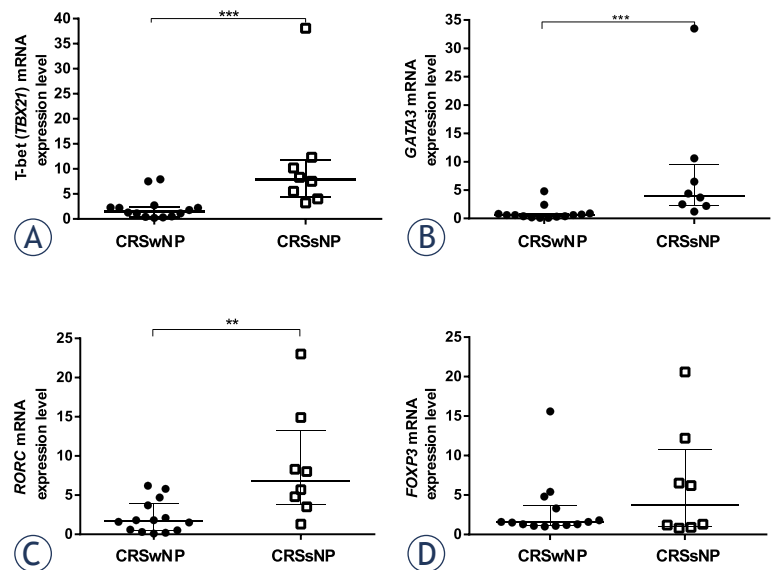 ***
40
35
30
25
20
15
10
5
0
T-bet (TBX21) mRNA
expression level
CRSwNP CRSsNP
A
***
35
30
25
20
15
10
5
0
GATA3 mRNA
expression level
CRSwNP CRSsNP
B
**
25
20
15
10
5
0
RORC mRNA
expression level
CRSwNP CRSsNP
C
25
20
15
10
5
0
FOXP3 mRNA
expression level
CRSwNP CRSsNP
D